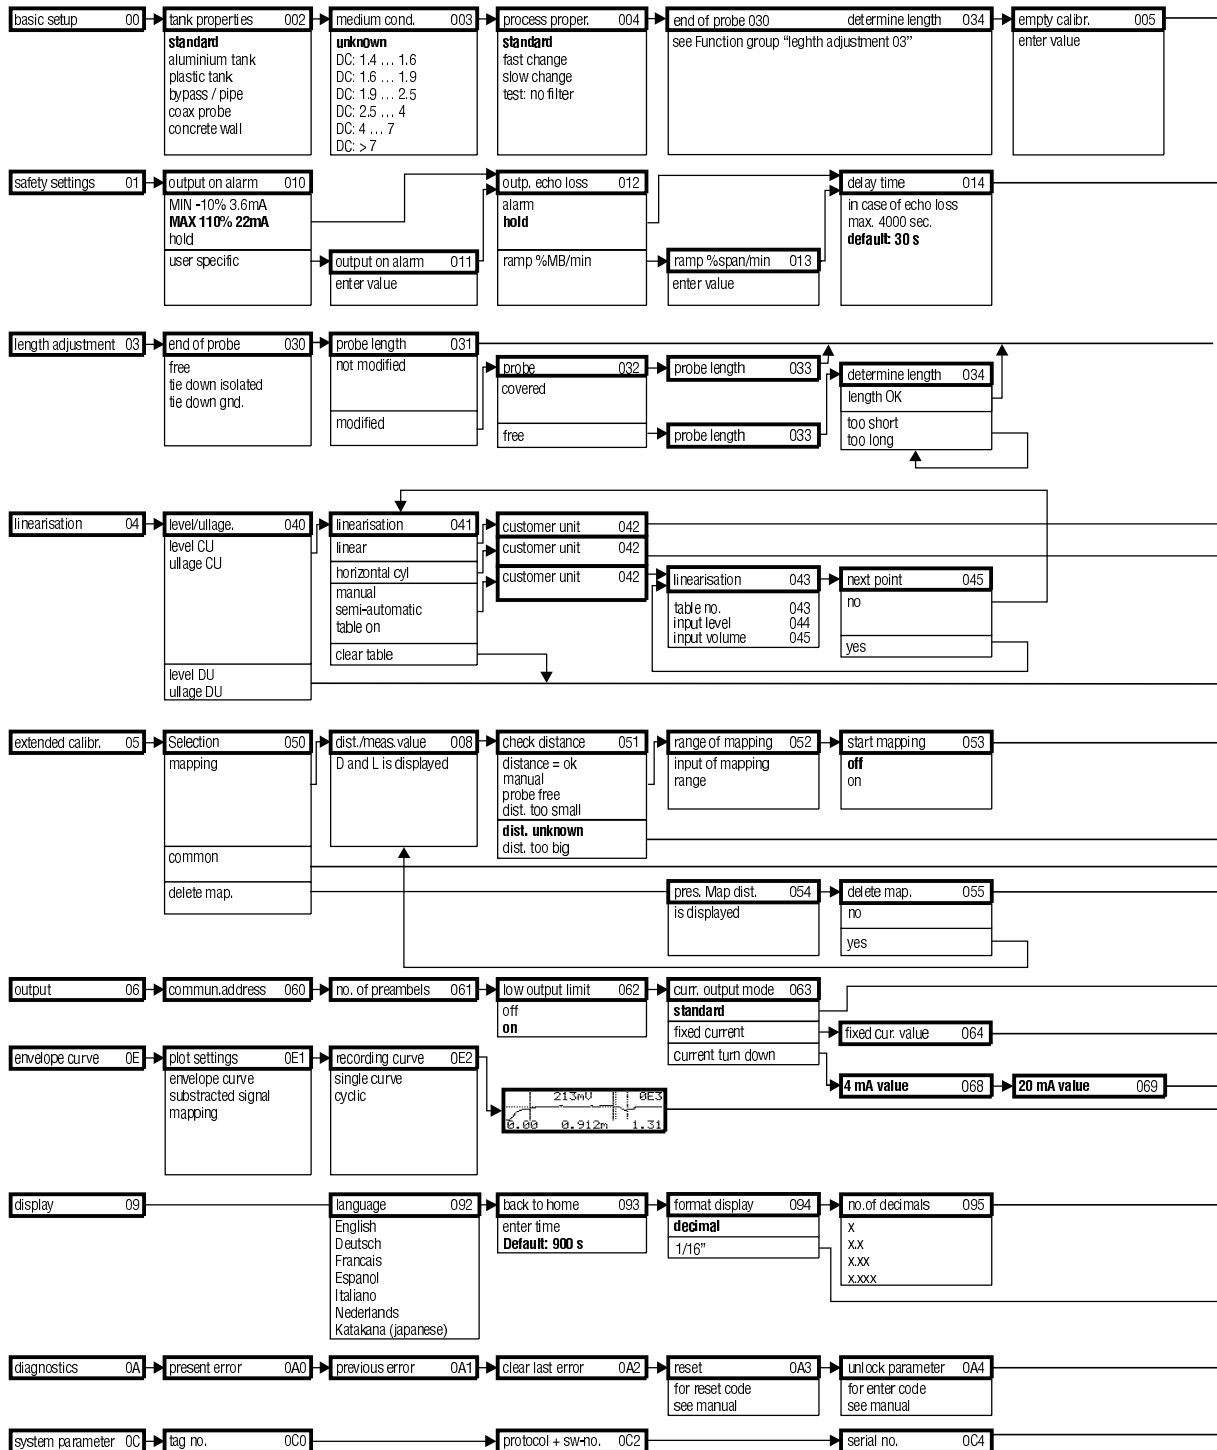 basic setup 00
tank properties 002
standard
aluminium tank
plastic tank
bypass / pipe
coax probe
concrete wall
medium cond. 003
unknown
DC: 1.4 ... 1.6
DC: 1.6 ... 1.9
DC: 1.9 ... 2.5
DC: 2.5 ... 4
DC: 4 ... 7
DC: > 7
process proper. 004
standard
fast change
slow change
test: no filter
end of probe 030 determine length 034
see Function group “leghth adjustment 03”
empty calibr. 005
enter value
safety settings 01
output on alarm 010
MIN -10% 3.6mA
MAX 110% 22mA
hold
user specific
output on alarm 011
enter value
outp. echo loss 012
alarm
hold
ramp %MB/min
ramp %span/min 013
enter value
delay time 014
in case of echo loss
max. 4000 sec.
default: 30 s
length adjustment 03
end of probe 030
free
tie down isolated
tie down gnd.
probe length 031
not modified
modified
probe 032
covered
free
probe length 033
probe length 033
determine length 034
length OK
too short
too long
linearisation 04
level/ullage. 040
level CU
ullage CU
level DU
ullage DU
linearisation 041
linear
horizontal cyl
manual
semi-automatic
table on
clear table
customer unit 042
customer unit 042
customer unit 042
linearisation 043
table no. 043
input level 044
input volume 045
next point 045
no
yes
extended calibr. 05
Selection 050
mapping
common
delete map.
dist./meas.value 008
D and L is displayed
check distance 051
distance = ok
manual
probe free
dist. too small
dist. unknown
dist. too big
range of mapping 052
input of mapping
range
start mapping 053
off
on
pres. Map dist. 054
is displayed
delete map. 055
no
yes
output 06
commun.address 060
no. of preambels 061
low output limit 062
off
on
curr. output mode 063
standard
fixed current
current turn down
fixed cur. value 064
4 mA value 068
20 mA value 069
envelope curve 0E
plot settings 0E1
envelope curve
substracted signal
mapping
recording curve 0E2
single curve
cyclic
213mV 0E3
0.00 0.912m 1.31
display 09
language 092
English
Deutsch
Francais
Espanol
Italiano
Nederlands
Katakana (japanese)
back to home 093
enter time
Default: 900 s
format display 094
decimal
1/16”
no.of decimals 095
x
x.x
x.xx
x.xxx
diagnostics 0A
present error 0A0
previous error 0A1
clear last error 0A2
reset 0A3
for reset code
see manual
unlock parameter 0A4
for enter code
see manual
system parameter 0C
tag no. 0C0
protocol + sw-no. 0C2
serial no. 0C4